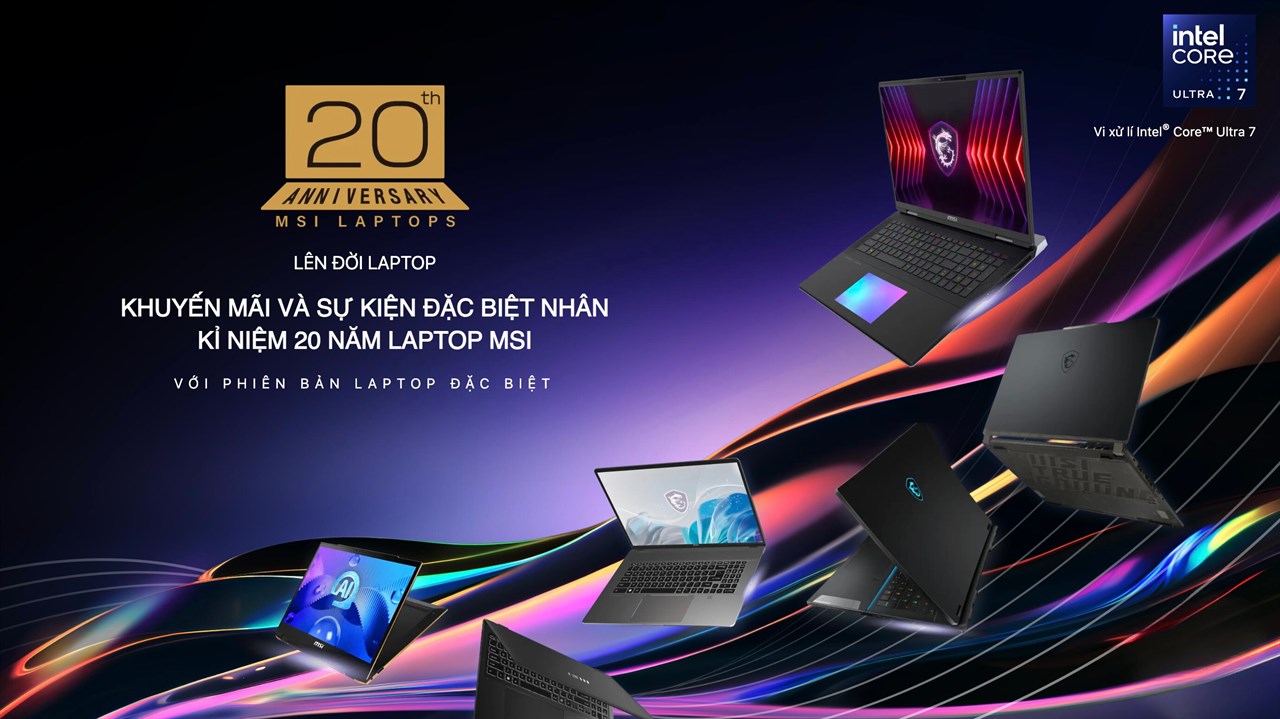 20th
ANNIVERSARY
MSI LAPTOPS
LÊN ĐỜI LAPTOP
KHUYẾN MÃI VÀ SỰ KIỆN ĐẶC BIỆT NHÂN
KỈ NIỆM 20 NĂM LAPTOP MSI
VỚI PHIÊN BẢN LAPTOP ĐẶC BIỆT
intel
CORE
ULTRA 7
Vi xử lí Intel® Core™ Ultra 7
AI
msi